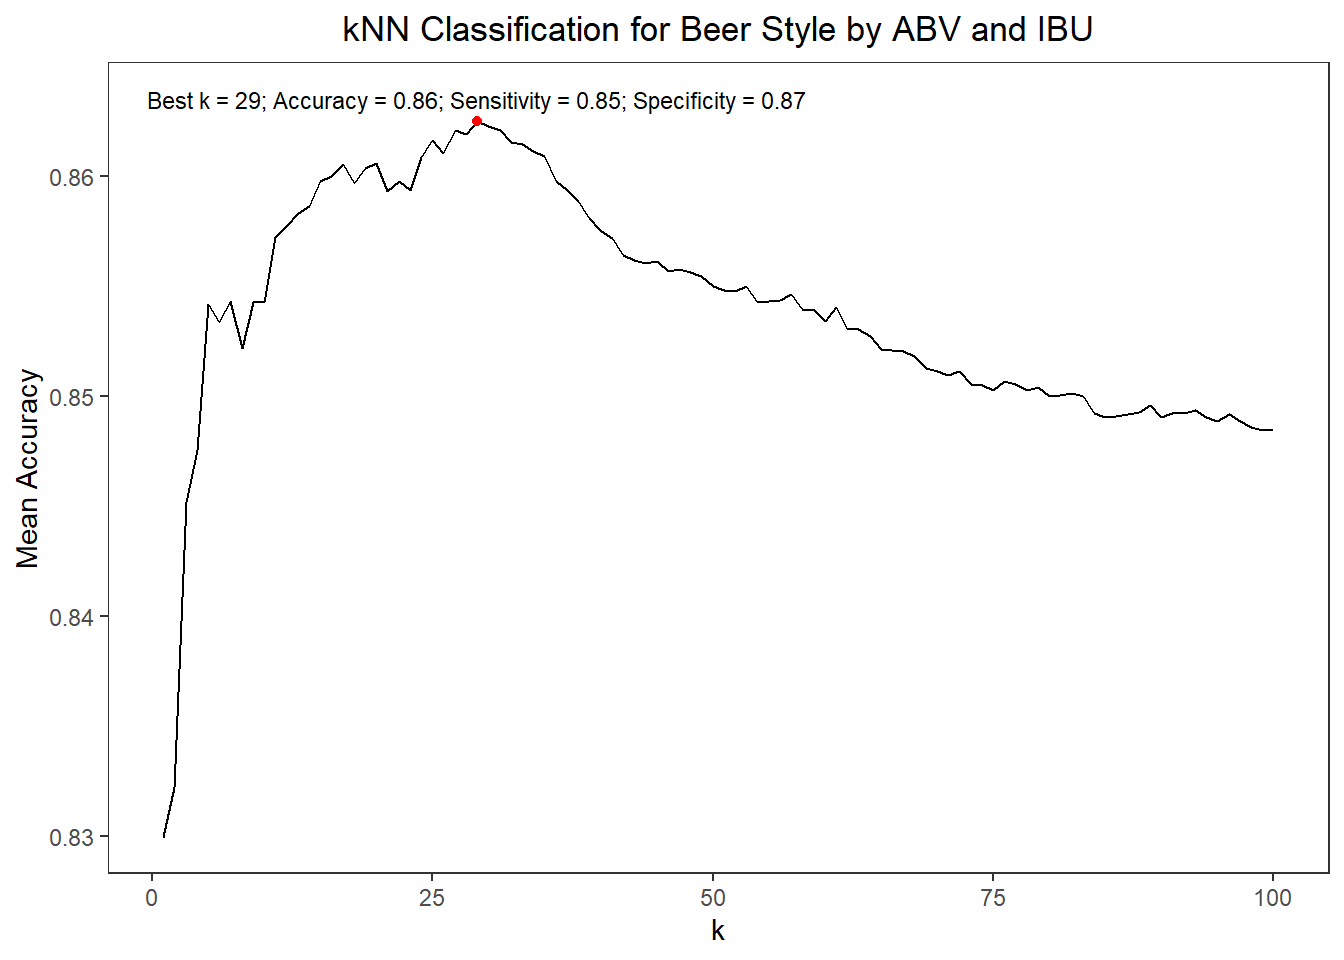 kNN Classification for Beer Style by ABV and IBU
Best k = 29; Accuracy = 0.86; Sensitivity = 0.85; Specificity = 0.87
Mean Accuracy
0.86
0.85
0.84
0.83
0
25
50
75
100
k